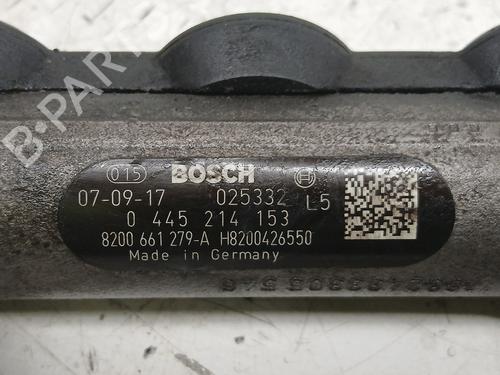 B-PARTS
015 BOSCH
07-09-17 025332 L5
0 445 214 153
8200 661 279-A H8200426550
Made in Germany